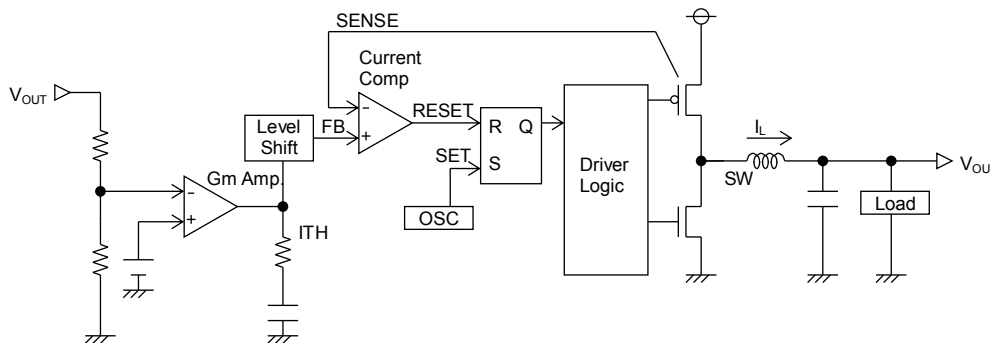 SENSE
Current
Comp
VOUT
Level
Shift
FB
RESET
R Q
SET
S
Driver
Logic
IL
SW
VOU
Gm Amp.
OSC
Load
ITH
-
+
-
+